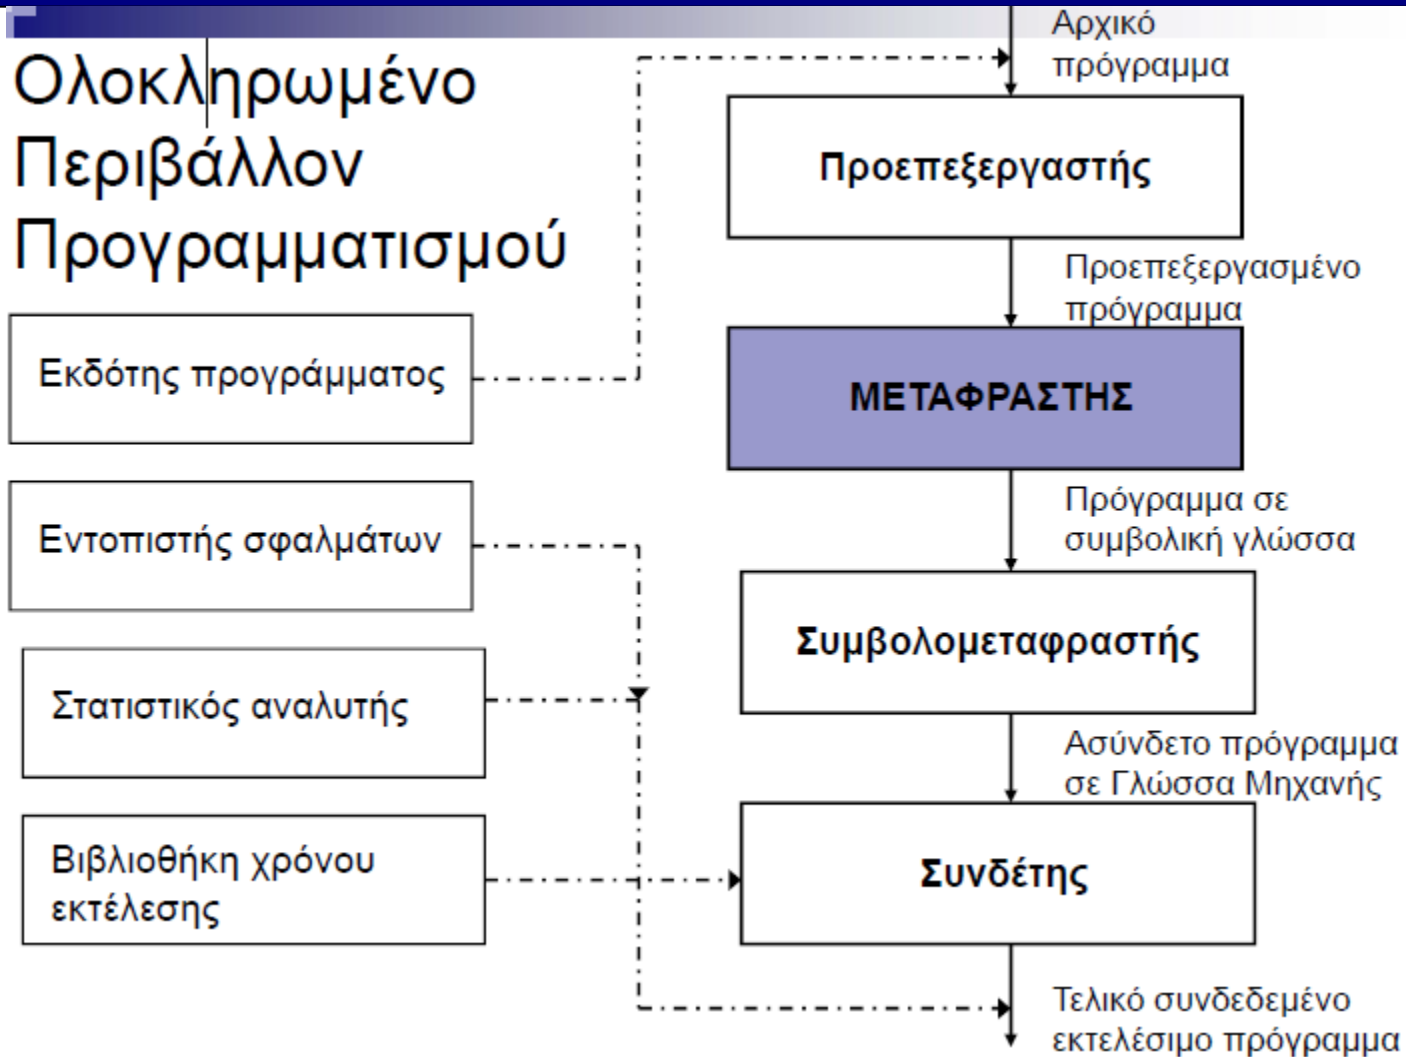 Ολοκληρωμένο
Περιβάλλον
Προγραμματισμού
Εκδότης προγράμματος
Εντοπιστής σφαλμάτων
Στατιστικός αναλυτής
Βιβλιοθήκη χρόνου
εκτέλεσης
Αρχικό
πρόγραμμα
Προεπεξεργαστής
Προεπεξεργασμένο
πρόγραμμα
ΜΕΤΑΦΡΑΣΤΗΣ
Πρόγραμμα σε
συμβολική γλώσσα
Συμβολομεταφραστής
Ασύνδετο πρόγραμμα
σε Γλώσσα Μηχανής
Συνδέτης
Τελικό συνδεδεμένο
εκτελέσιμο πρόγραμμα